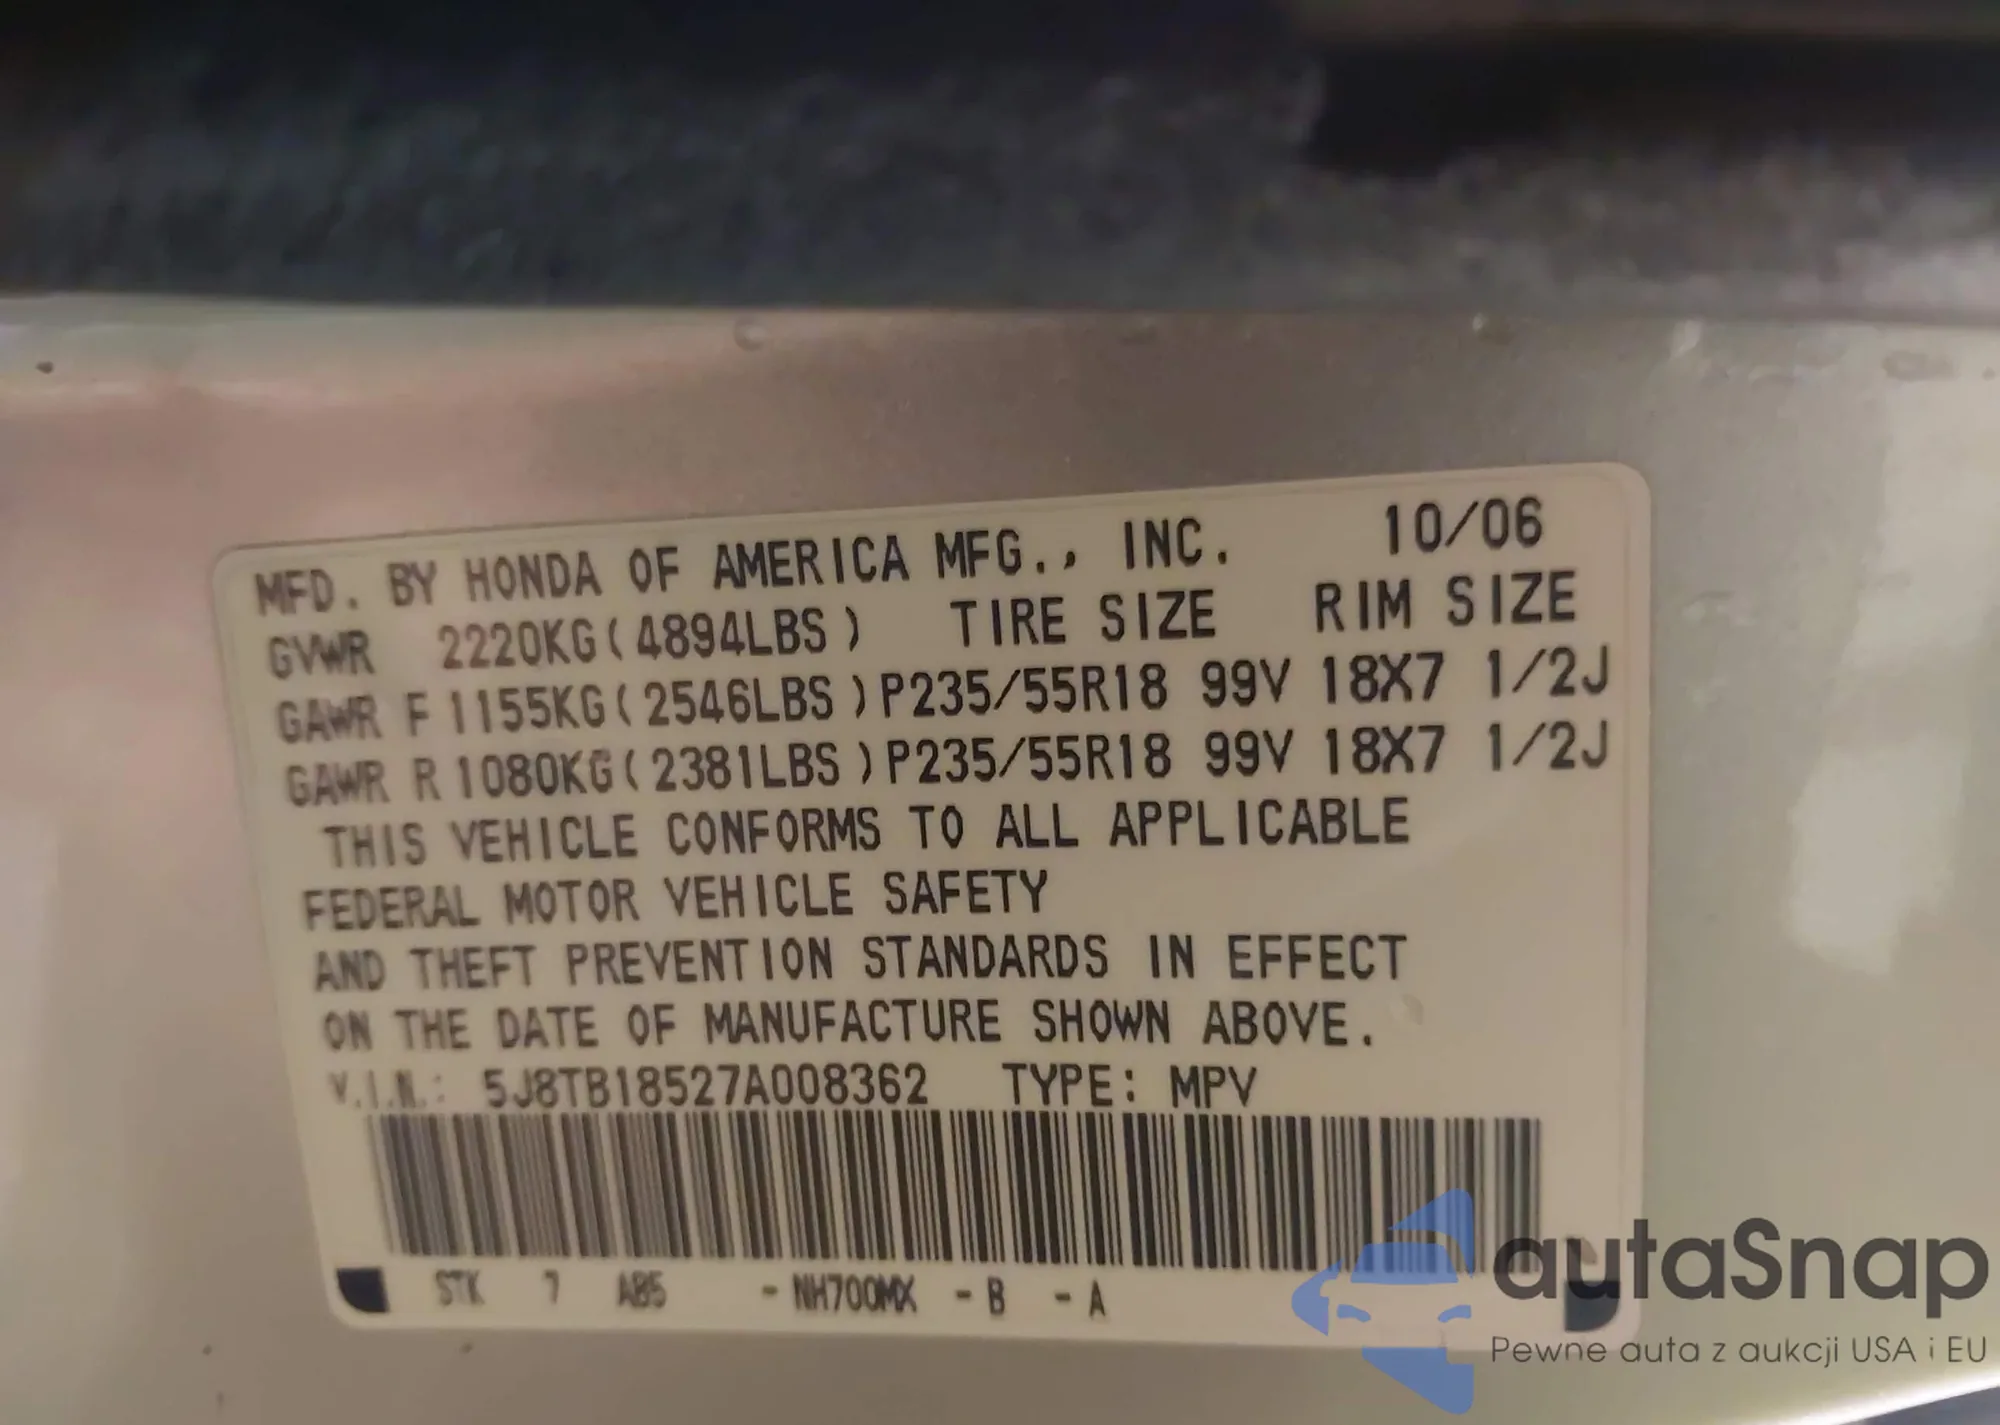 MFD. BY HONDA OF AMERICA MFG., INC. 10/06
GVWR 2220KG(4894LBS) TIRE SIZE RIM SIZE
GAWR F 1155KG(2546LBS)P235/55R18 99V 18X7 1/2J
GAWR R 1080KG(2381LBS)P235/55R18 99V 18X7 1/2J
THIS VEHICLE CONFORMS TO ALL APPLICABLE
FEDERAL MOTOR VEHICLE SAFETY
AND THEFT PREVENTION STANDARDS IN EFFECT
ON THE DATE OF MANUFACTURE SHOWN ABOVE.
V.I.N.: 5J8TB18527A008362 TYPE: MPV
STK 7 AB5 -NH700MX -B -A
autaSnap
Pewne auta z aukcji USA i EU